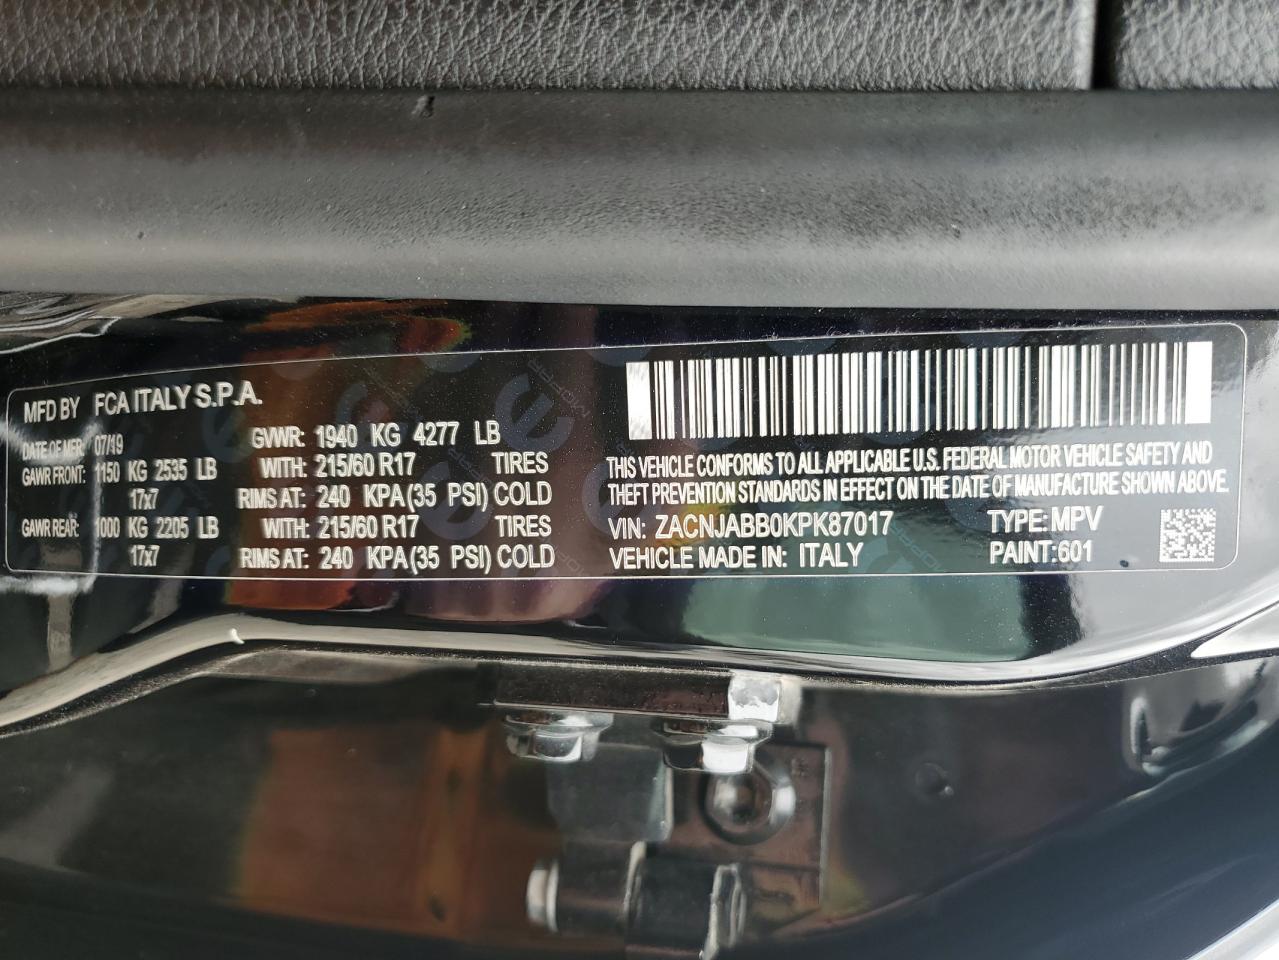 MFD BY FCA ITALY S.P.A.
DATE OF MFR: 07/19 GVWR: 1940 KG 4277 LB
GAWR FRONT: 1150 KG 2535 LB WITH: 215/60 R17 TIRES
17x7 RIMS AT: 240 KPA(35 PSI) COLD
GAWR REAR: 1000 KG 2205 LB WITH: 215/60 R17 TIRES
17x7 RIMS AT: 240 KPA(35 PSI) COLD
THIS VEHICLE CONFORMS TO ALL APPLICABLE U.S. FEDERAL MOTOR VEHICLE SAFETY AND
THEFT PREVENTION STANDARDS IN EFFECT ON THE DATE OF MANUFACTURE SHOWN ABOVE.
VIN: ZACNJABB0KPK87017 TYPE:MPV
VEHICLE MADE IN: ITALY PAINT:601